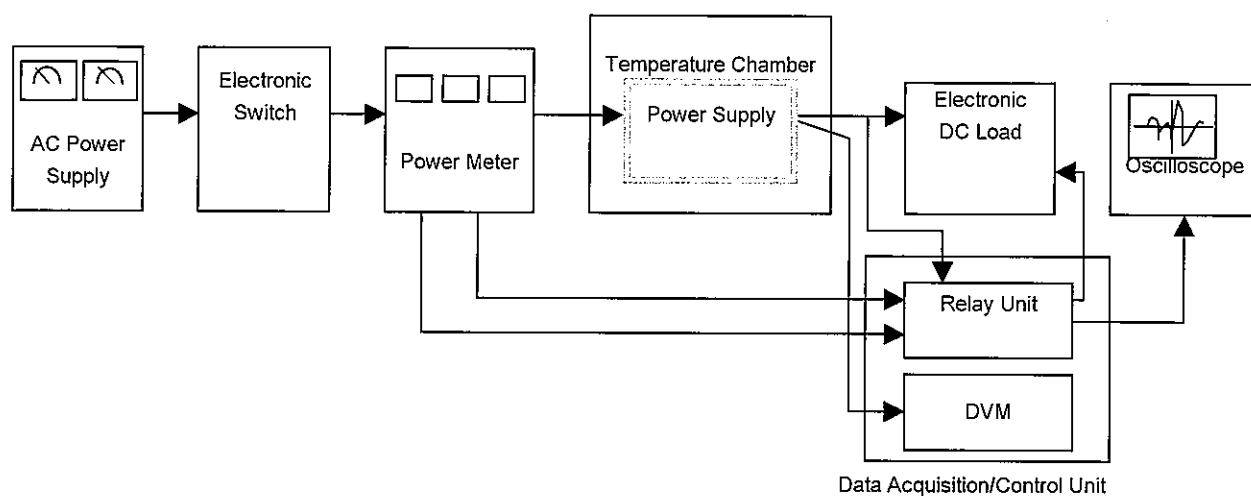 AC Power
Supply
Electronic
Switch
Power Meter
Temperature Chamber
Power Supply
Electronic
DC Load
Oscilloscope
Relay Unit
DVM
Data Acquisition/Control Unit